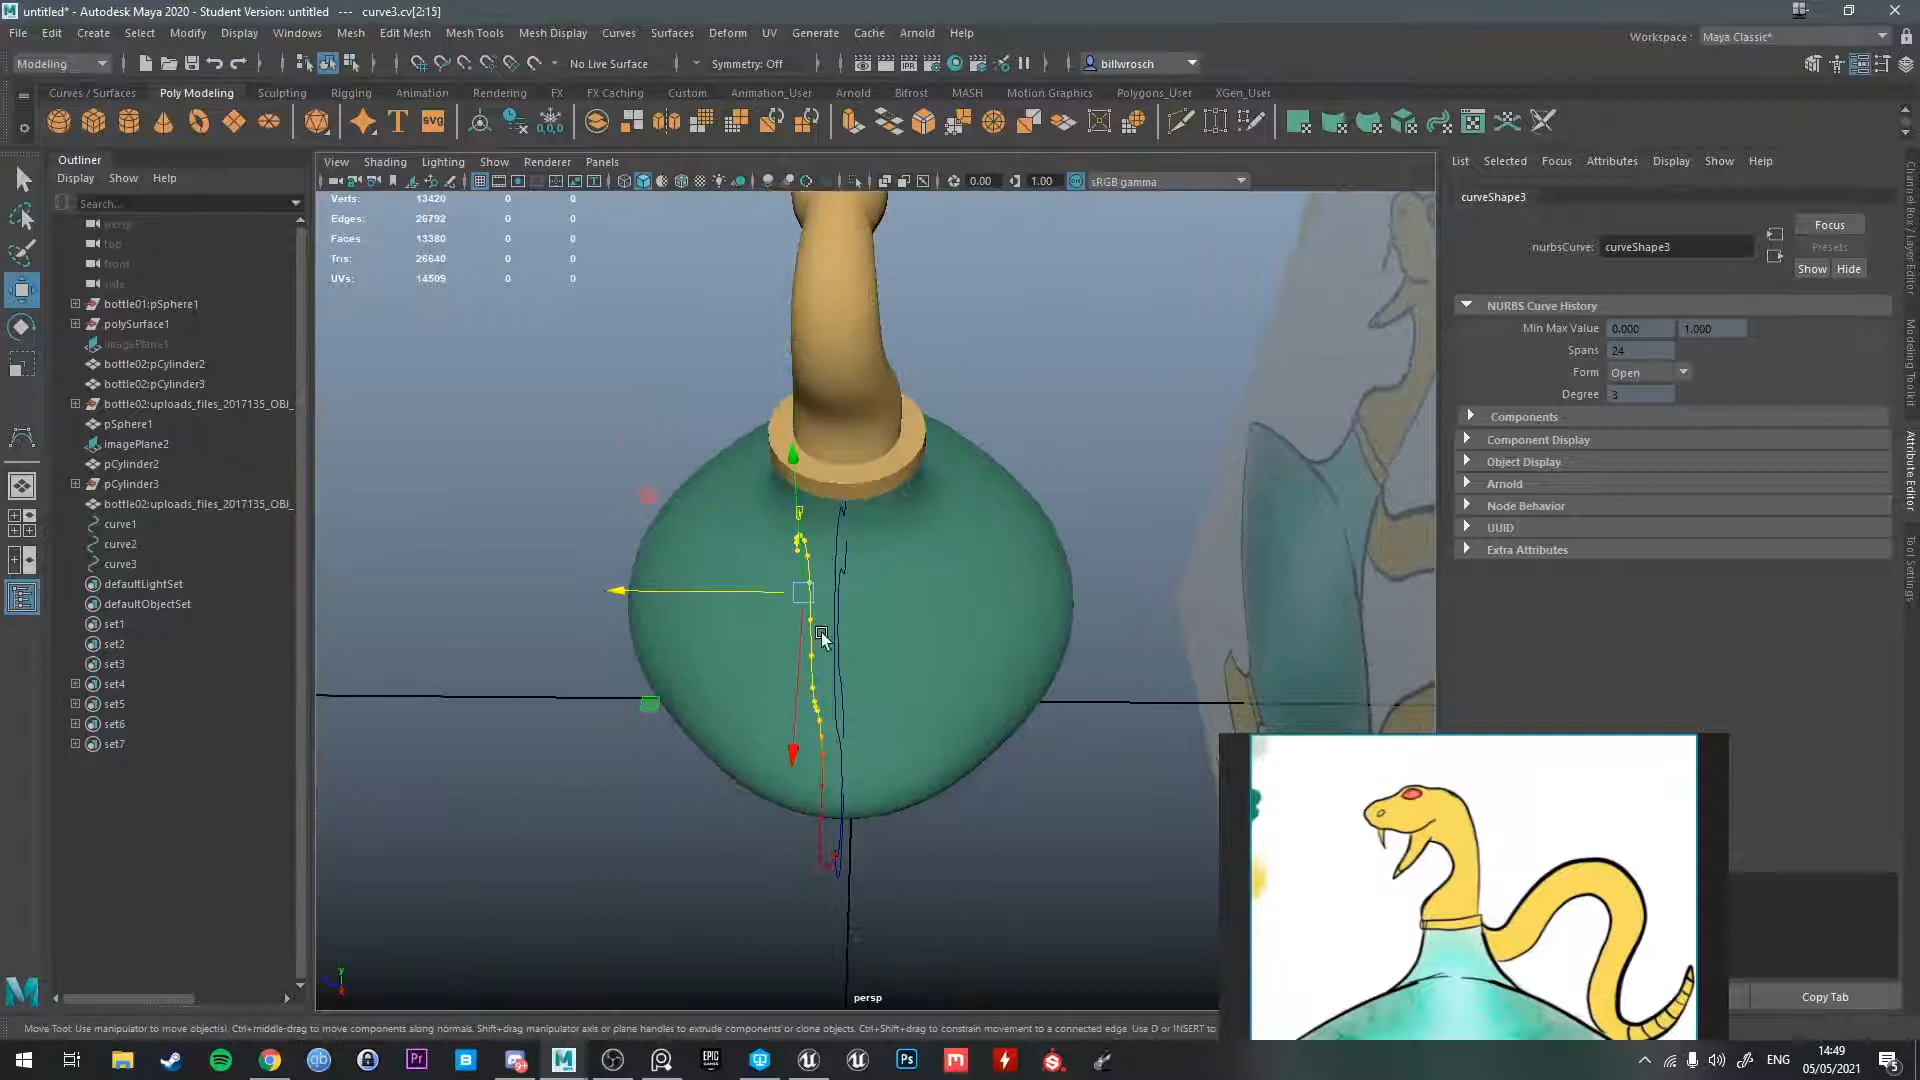 untitled* - Autodesk Maya 2020 - Student Version: untitled --- curve3.cv[2:15]
File Edit Create Select Modify Display Windows Mesh Edit Mesh Mesh Tools Mesh Display Curves Surfaces Deform UV Generate Cache Arnold Help
Workspace : Maya Classic*
Modeling No Live Surface Symmetry: Off billwrosch
Curves / Surfaces Poly Modeling Sculpting Rigging Animation Rendering FX FX Caching Custom Animation_User Arnold Bifrost MASH Motion Graphics Polygons_User XGen_User
Outliner
Display Show Help
Search...
persp
top
front
side
bottle01:pSphere1
polySurface1
imagePlane1
bottle02:pCylinder2
bottle02:pCylinder3
bottle02:uploads_files_2017135_OBJ_
pSphere1
imagePlane2
pCylinder2
pCylinder3
bottle02:uploads_files_2017135_OBJ_
curve1
curve2
curve3
defaultLightSet
defaultObjectSet
set1
set2
set3
set4
set5
set6
set7
View Shading Lighting Show Renderer Panels
0.00 1.00 sRGB gamma
Verts: 13420 0 0
Edges: 26792 0 0
Faces: 13380 0 0
Tris: 26640 0 0
UVs: 14509 0 0
persp
List Selected Focus Attributes Display Show Help
curveShape3
nurbsCurve: curveShape3
Focus
Presets
Show Hide
NURBS Curve History
Min Max Value 0.000 1.000
Spans 24
Form Open
Degree 3
Components
Component Display
Object Display
Arnold
Node Behavior
UUID
Extra Attributes
Copy Tab
Channel Box / Layer Editor
Modeling Toolkit
Attribute Editor
Tool Settings
Move Tool: Use manipulator to move object(s). Ctrl+middle-drag to move components along normals. Shift+drag manipulator axis or plane handles to extrude components or clone objects. Ctrl+Shift+drag to constrain movement to a connected edge. Use D or INSERT to
ENG
14:49
05/05/2021